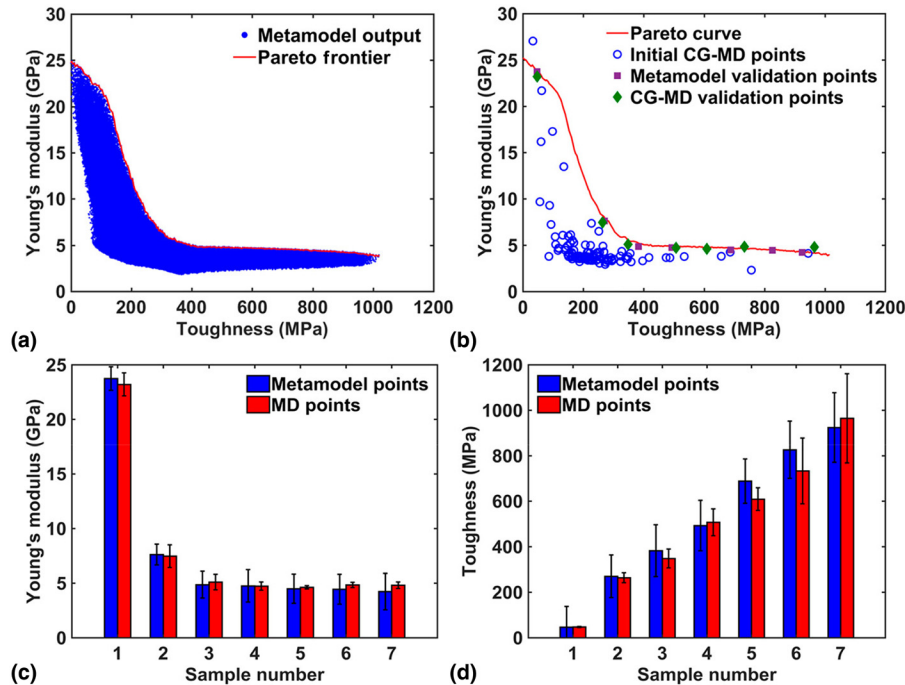 30
25
20
15
10
5
0
Young's modulus (GPa)
Metamodel output
Pareto frontier
0 200 400 600 800 1000 1200
Toughness (MPa)
(a)
30
25
20
15
10
5
0
Young's modulus (GPa)
Pareto curve
Initial CG-MD points
Metamodel validation points
CG-MD validation points
0 200 400 600 800 1000 1200
Toughness (MPa)
(b)
25
20
15
10
5
0
Young's modulus (GPa)
Metamodel points
MD points
1 2 3 4 5 6 7
Sample number
(c)
1200
1000
800
600
400
200
0
Toughness (MPa)
Metamodel points
MD points
1 2 3 4 5 6 7
Sample number
(d)